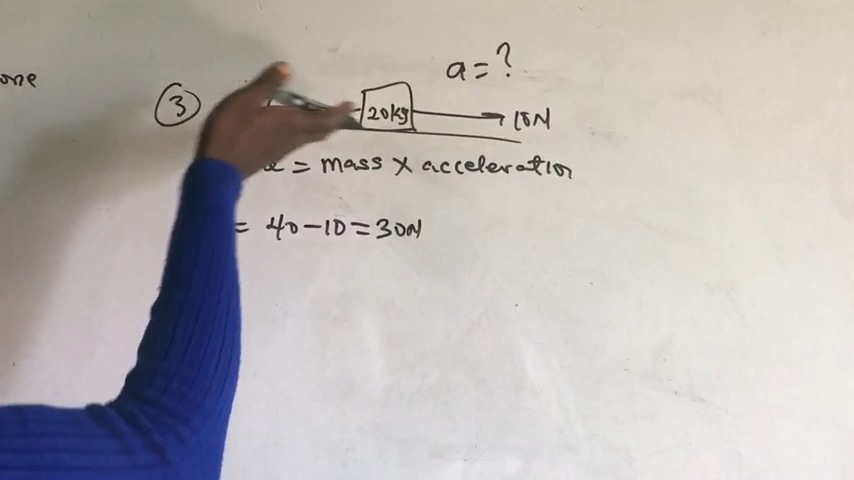 one
a = ?
3
20kg
10N
= mass x acceleration
= 40-10=30N